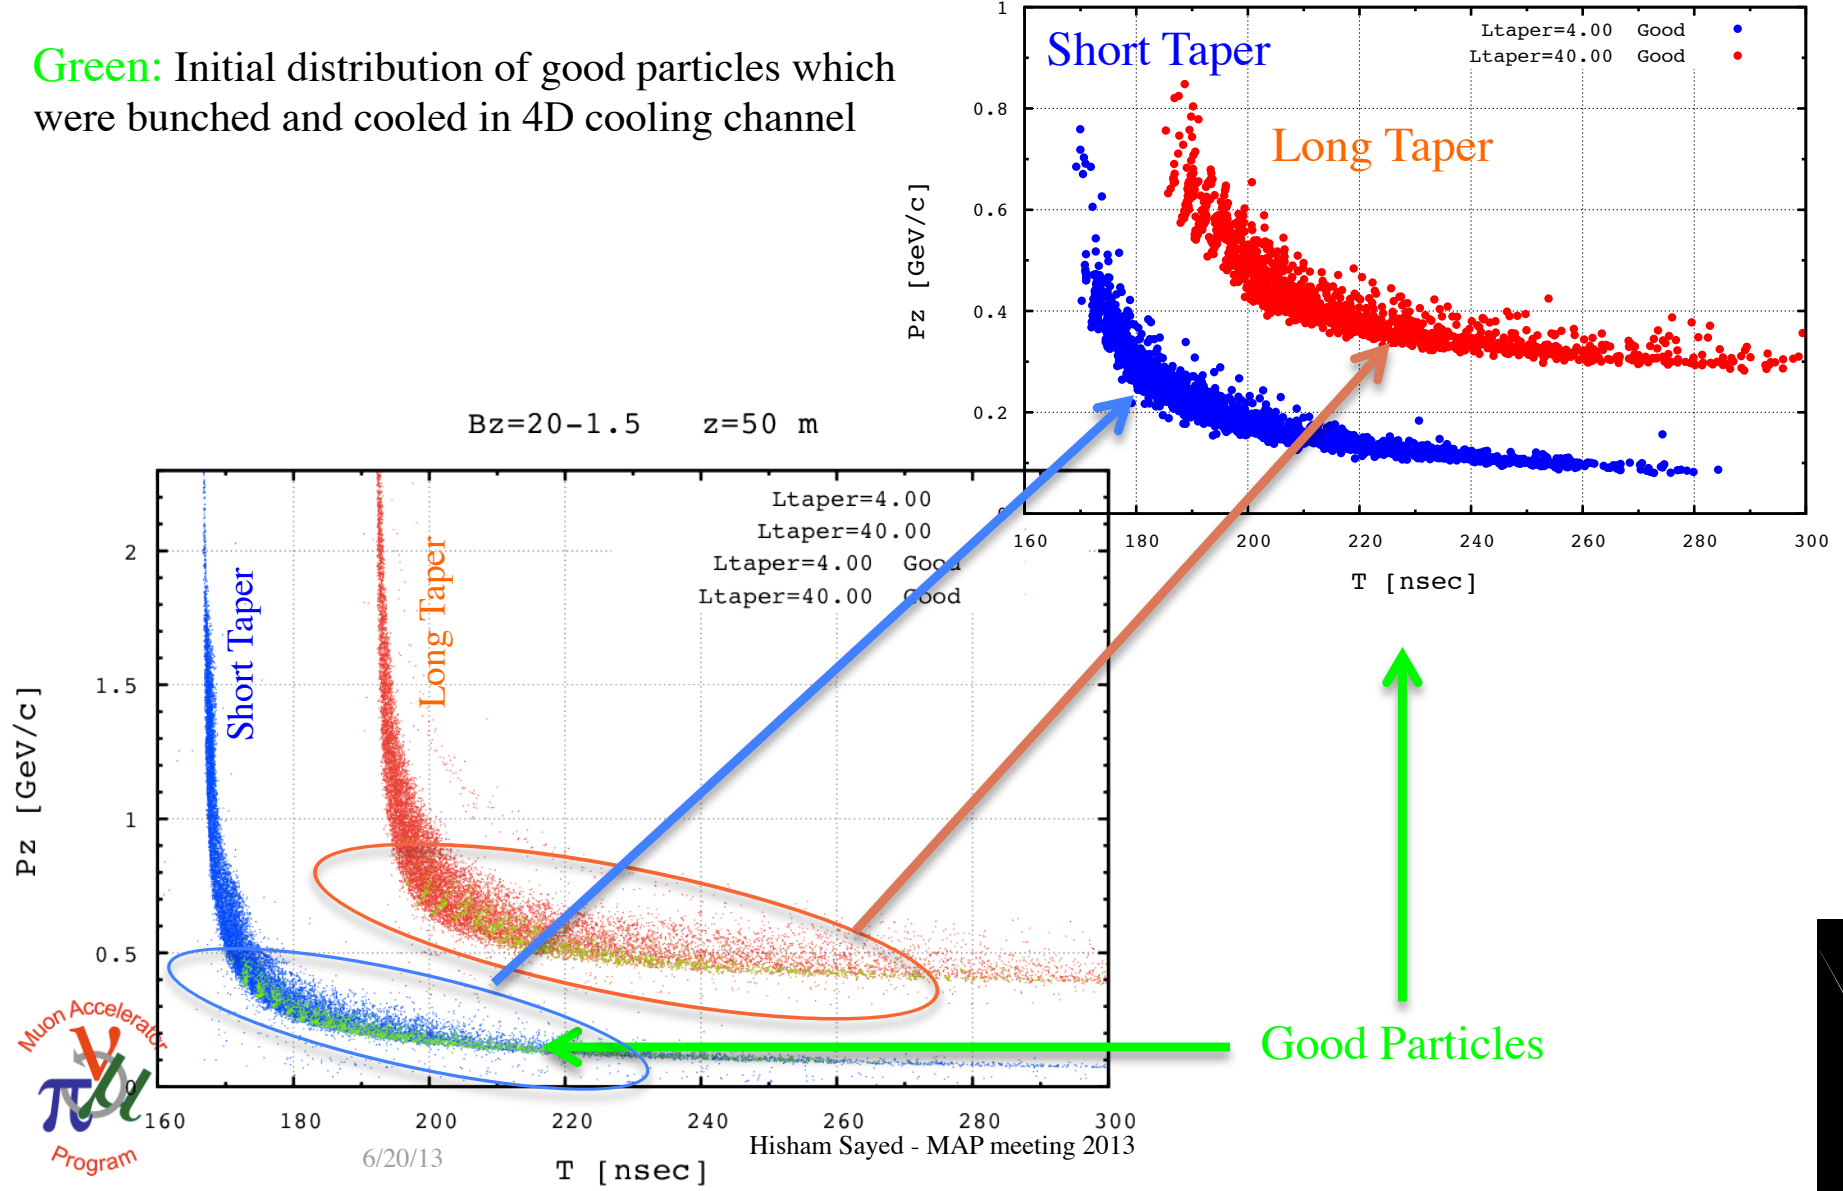 Green: Initial distribution of good particles which
were bunched and cooled in 4D cooling channel
1
0.8
0.6
0.4
0.2
0
Pz [GeV/c]
Short Taper
Long Taper
Ltaper=4.00 Good
Ltaper=40.00 Good
160 180 200 220 240 260 280 300
T [nsec]
Bz=20-1.5 z=50 m
Ltaper=4.00
Ltaper=40.00
Ltaper=4.00 Good
Ltaper=40.00 Good
Short Taper
Long Taper
2
1.5
1
0.5
0
Pz [GeV/c]
160 180 200 220 240 260 280 300
T [nsec]
Good Particles
Muon Accelerator
πνμ
Program
6/20/13
Hisham Sayed - MAP meeting 2013